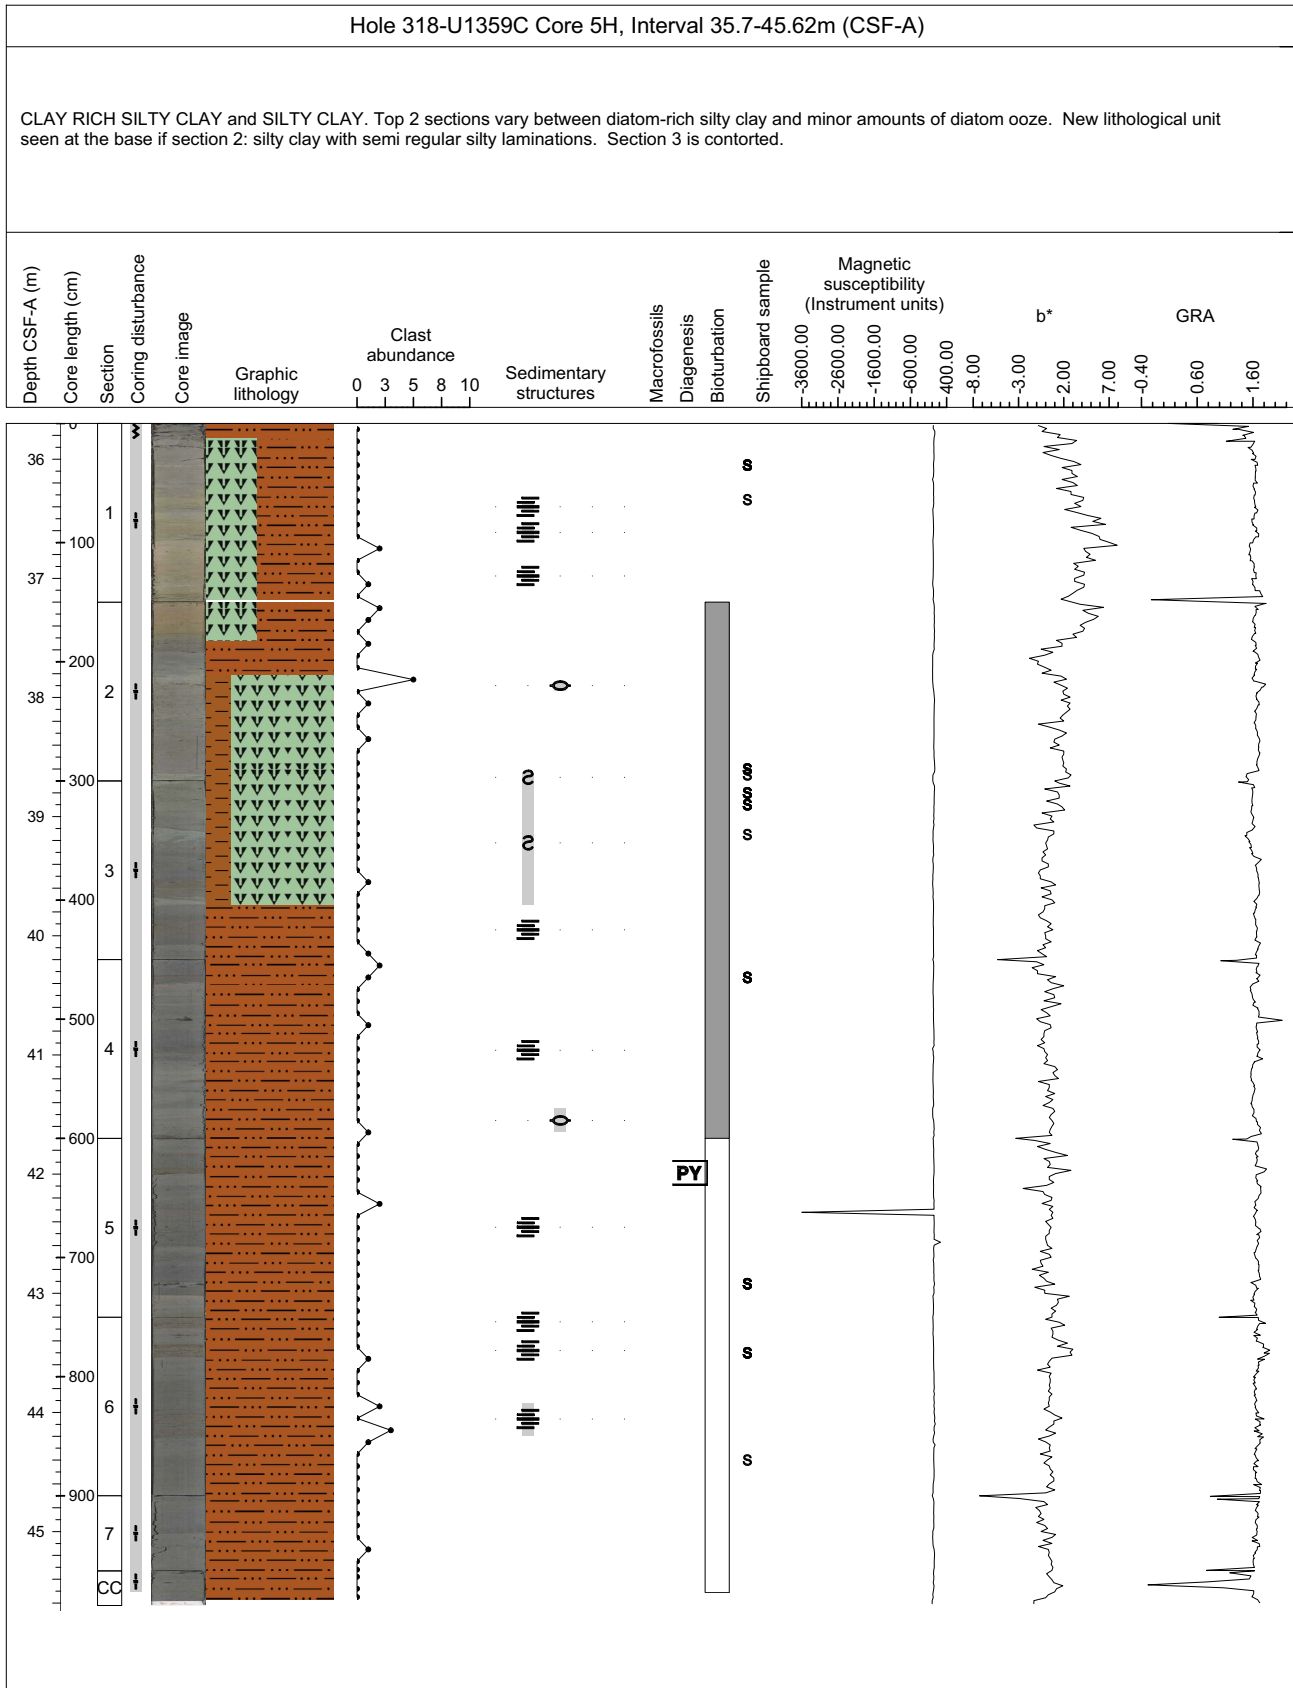 Hole 318-U1359C Core 5H, Interval 35.7-45.62m (CSF-A)
CLAY RICH SILTY CLAY and SILTY CLAY. Top 2 sections vary between diatom-rich silty clay and minor amounts of diatom ooze. New lithological unit
seen at the base if section 2: silty clay with semi regular silty laminations. Section 3 is contorted.
Depth CSF-A (m)
Core length (cm)
Section
Coring disturbance
Core image
Graphic
lithology
Clast
abundance
0 3 5 8 10
Sedimentary
structures
Macrofossils
Diagenesis
Bioturbation
Shipboard sample
Magnetic
susceptibility
(Instrument units)
-3600.00
-2600.00
-1600.00
-600.00
400.00
b*
-8.00
-3.00
2.00
7.00
GRA
-0.40
0.60
1.60
0
36
S
S
1
100
37
200
2
38
S
S
300
S
S
39
S
3
400
40
S
500
4
41
600
42
PY
5
700
43
S
S
800
6
44
S
900
7
45
CC